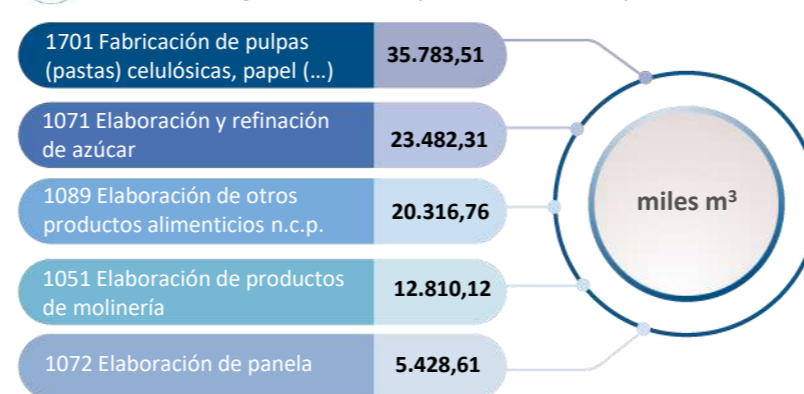 1701 Fabricación de pulpas
(pastas) celulósicas, papel (…)
35.783,51
1071 Elaboración y refinación
de azúcar
23.482,31
1089 Elaboración de otros
productos alimenticios n.c.p.
20.316,76
1051 Elaboración de productos
de molinería
12.810,12
1072 Elaboración de panela
5.428,61
miles m³